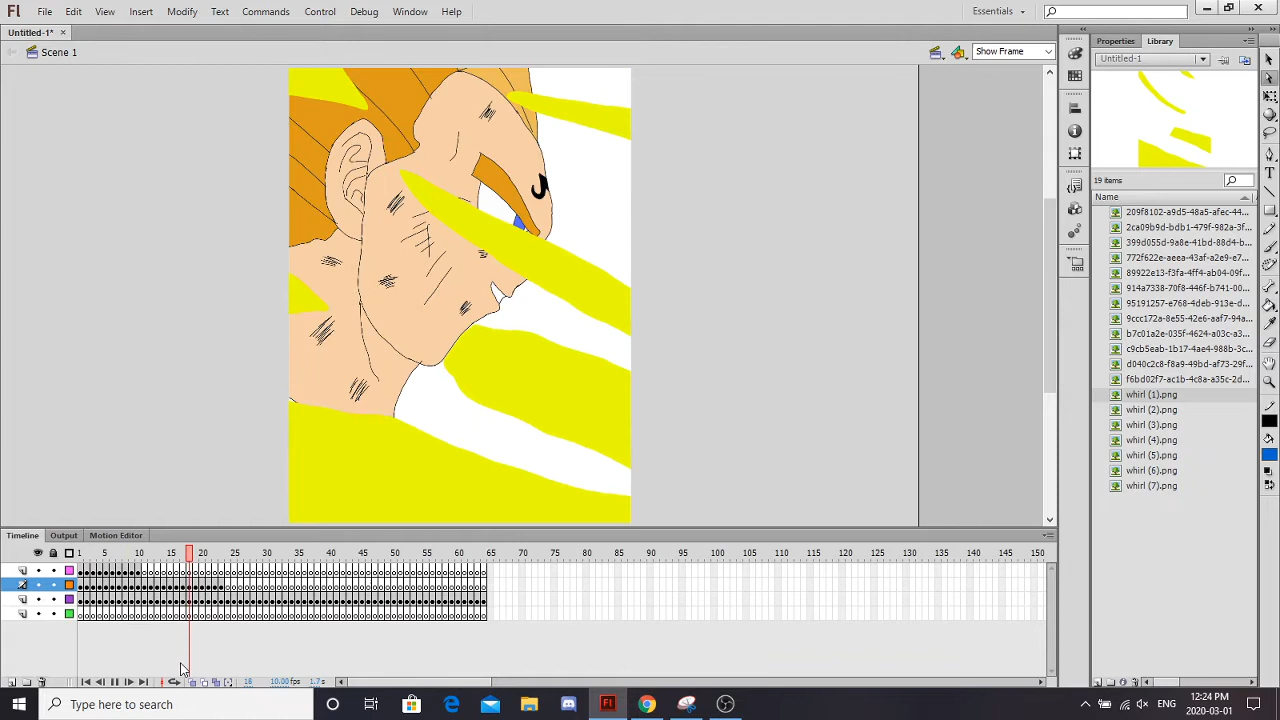 Fl File Edit View Insert Modify Text Commands Control Debug Window Help Essentials
Untitled-1*
Scene 1 Show Frame
Properties Library
Untitled-1
19 items
Name
209f8102-a9d5-48a5-afec-44...
2ca09b9d-bdb1-479f-982a-3f...
399d055d-9a8e-41bd-88d4-b...
772f622e-aeea-43af-a2e9-e7...
89922e13-f3fa-4ff4-ab04-09f...
914a7338-70f8-446f-b741-00...
95191257-e768-4deb-913e-d...
9ccc172a-8e55-42e6-aaf7-94a...
b7c01a2e-035f-4624-a03c-a3...
c9cb5eab-1b17-4ae4-988b-3c...
d040c2c8-f8a9-49bd-af73-29f...
f6bd02f7-ac1b-4c8a-a35c-2d...
whirl (1).png
whirl (2).png
whirl (3).png
whirl (4).png
whirl (5).png
whirl (6).png
whirl (7).png
Timeline Output Motion Editor
1 5 10 15 20 25 30 35 40 45 50 55 60 65 70 75 80 85 90 95 100 105 110 115 120 125 130 135 140 145 150
18 10.00 fps 1.7 s
Type here to search
ENG
12:24 PM
2020-03-01